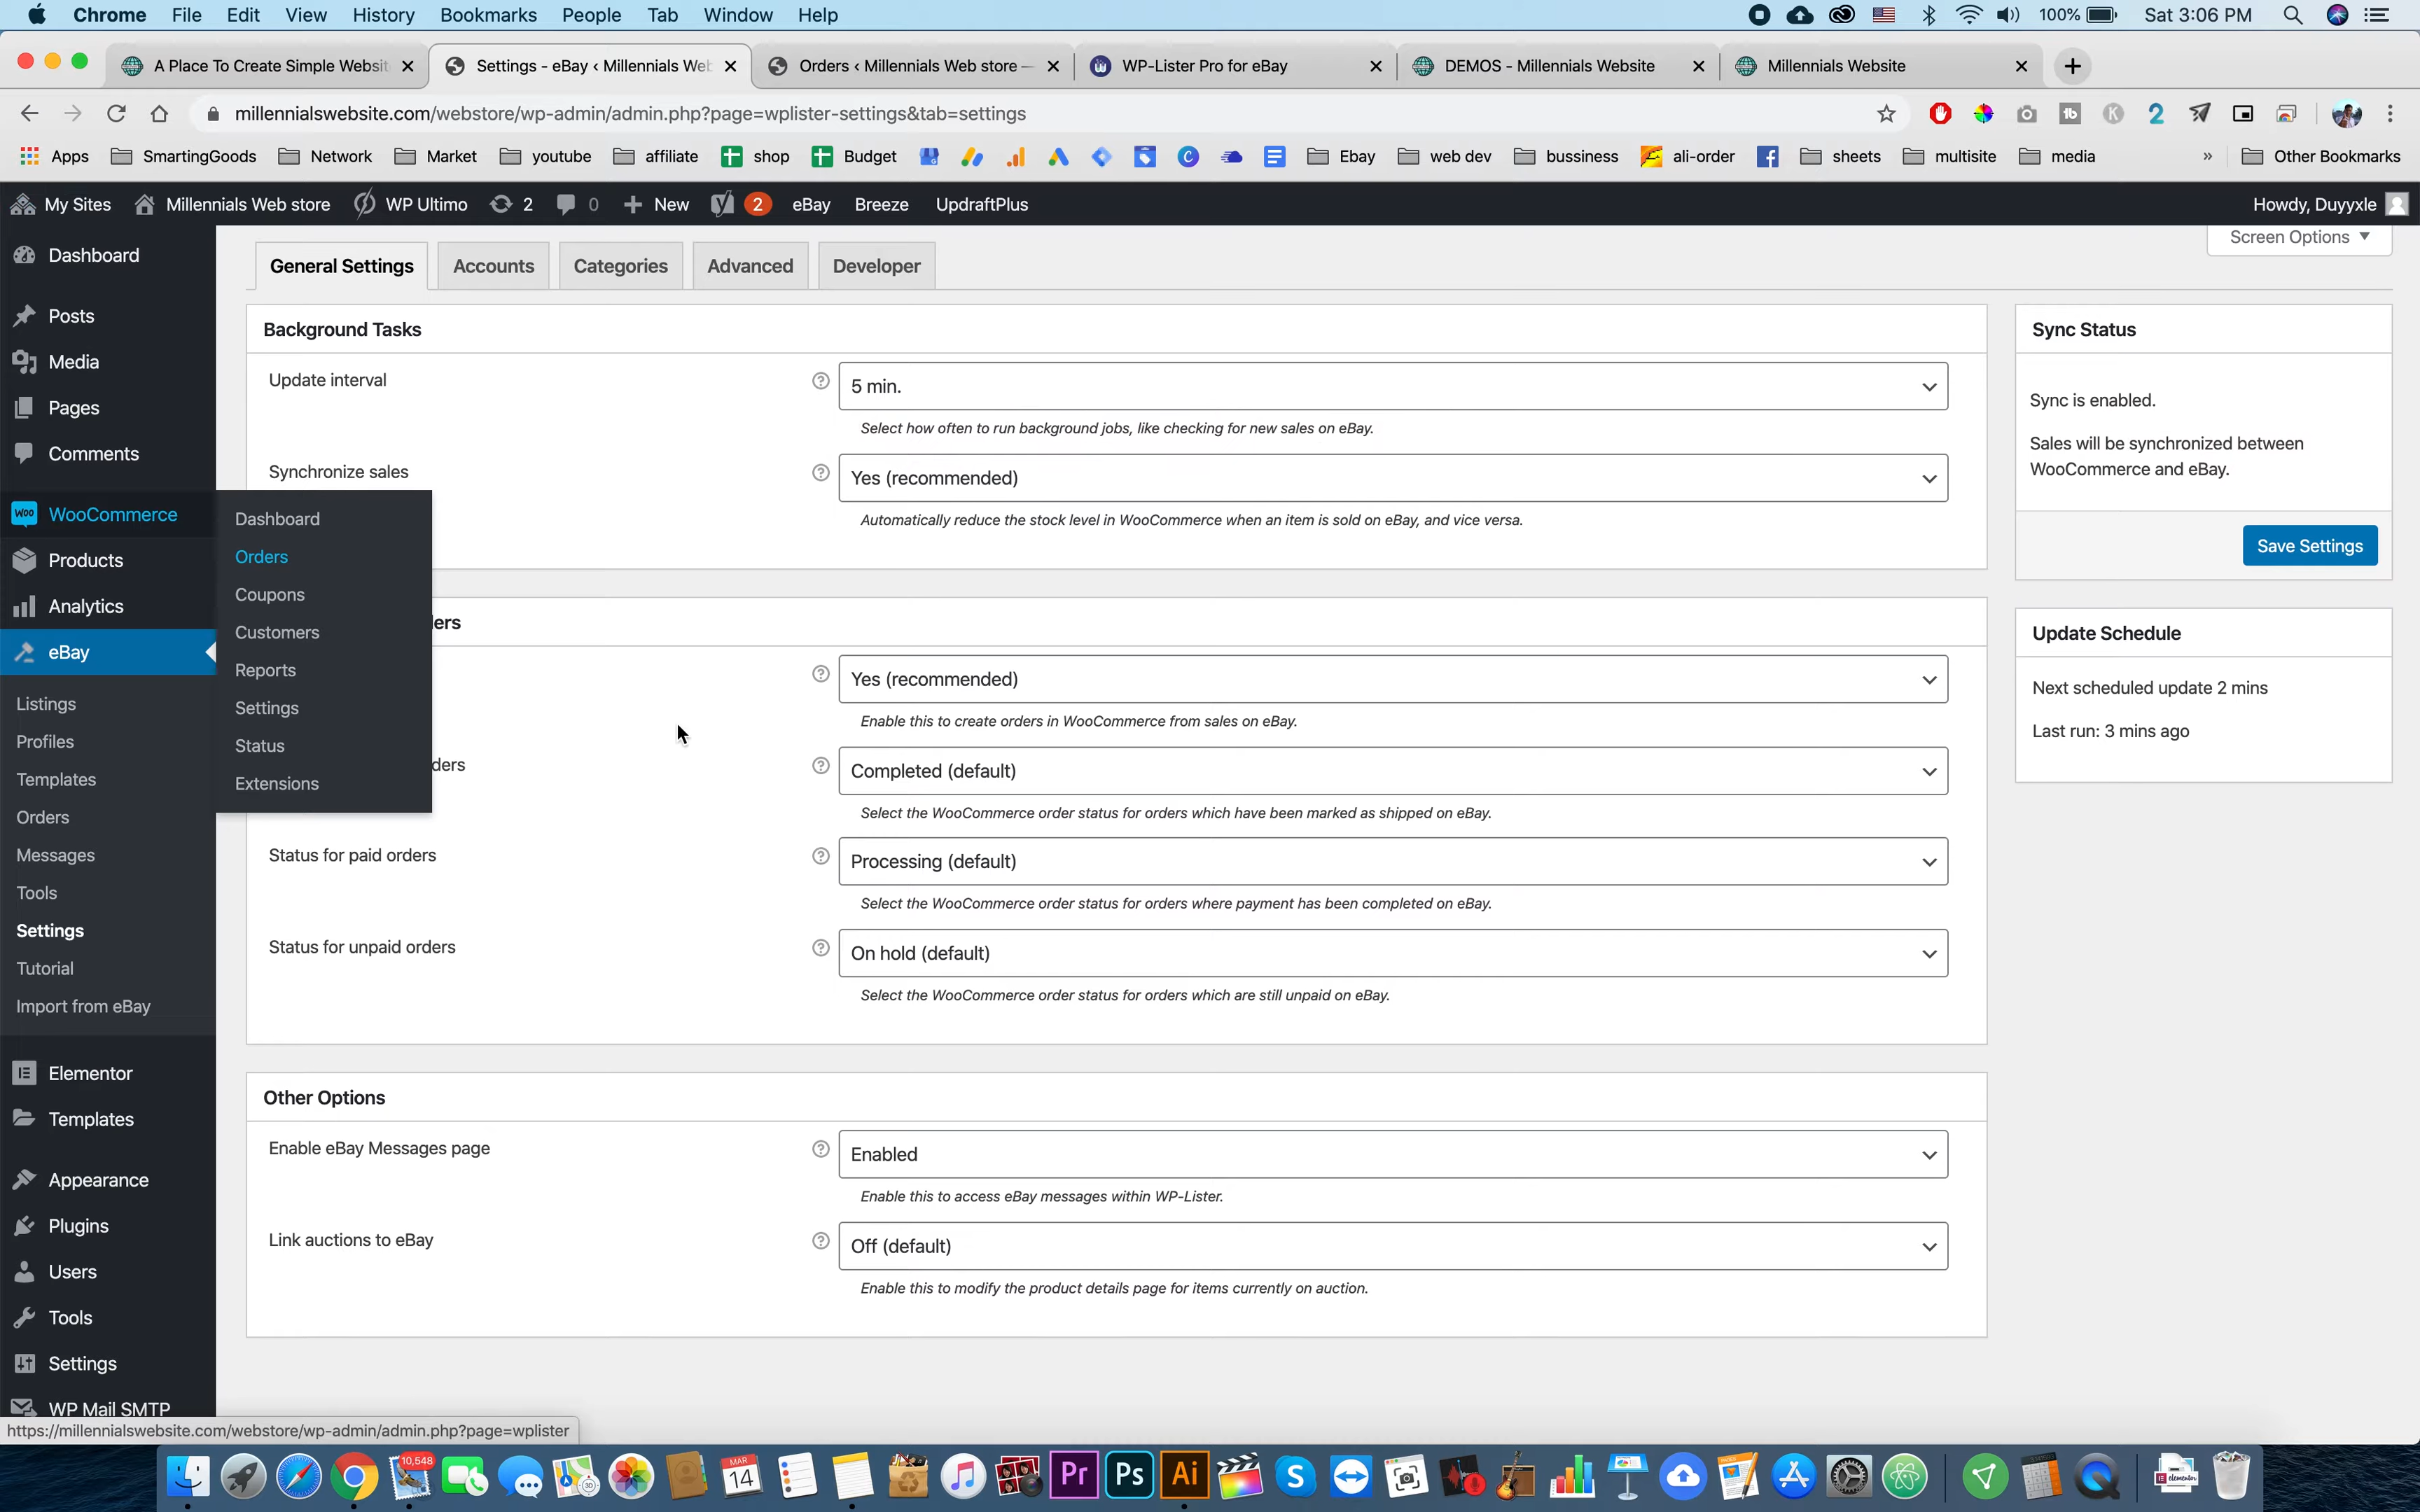 Chrome File Edit View History Bookmarks People Tab Window Help 100% Sat 3:06 PM
A Place To Create Simple Websit
Settings - eBay ‹ Millennials Web
Orders ‹ Millennials Web store —
WP-Lister Pro for eBay
DEMOS - Millennials Website
Millennials Website
millennialswebsite.com/webstore/wp-admin/admin.php?page=wplister-settings&tab=settings
Apps SmartingGoods Network Market youtube affiliate shop Budget Ebay web dev bussiness ali-order sheets multisite media » Other Bookmarks
My Sites Millennials Web store WP Ultimo 2 0 New 2 eBay Breeze UpdraftPlus Howdy, Duyyxle
Screen Options
General Settings Accounts Categories Advanced Developer
Dashboard
Posts
Media
Pages
Comments
WooCommerce
Products
Analytics
eBay
Listings
Profiles
Templates
Orders
Messages
Tools
Settings
Tutorial
Import from eBay
Elementor
Templates
Appearance
Plugins
Users
Tools
Settings
WP Mail SMTP
Dashboard
Orders
Coupons
Customers
Reports
Settings
Status
Extensions
Background Tasks
Update interval
5 min.
Select how often to run background jobs, like checking for new sales on eBay.
Synchronize sales
Yes (recommended)
Automatically reduce the stock level in WooCommerce when an item is sold on eBay, and vice versa.
ders
Yes (recommended)
Enable this to create orders in WooCommerce from sales on eBay.
ders
Completed (default)
Select the WooCommerce order status for orders which have been marked as shipped on eBay.
Status for paid orders
Processing (default)
Select the WooCommerce order status for orders where payment has been completed on eBay.
Status for unpaid orders
On hold (default)
Select the WooCommerce order status for orders which are still unpaid on eBay.
Other Options
Enable eBay Messages page
Enabled
Enable this to access eBay messages within WP-Lister.
Link auctions to eBay
Off (default)
Enable this to modify the product details page for items currently on auction.
Sync Status
Sync is enabled.
Sales will be synchronized between
WooCommerce and eBay.
Save Settings
Update Schedule
Next scheduled update 2 mins
Last run: 3 mins ago
https://millennialswebsite.com/webstore/wp-admin/admin.php?page=wplister
10,548
MAR
14
Pr Ps Ai